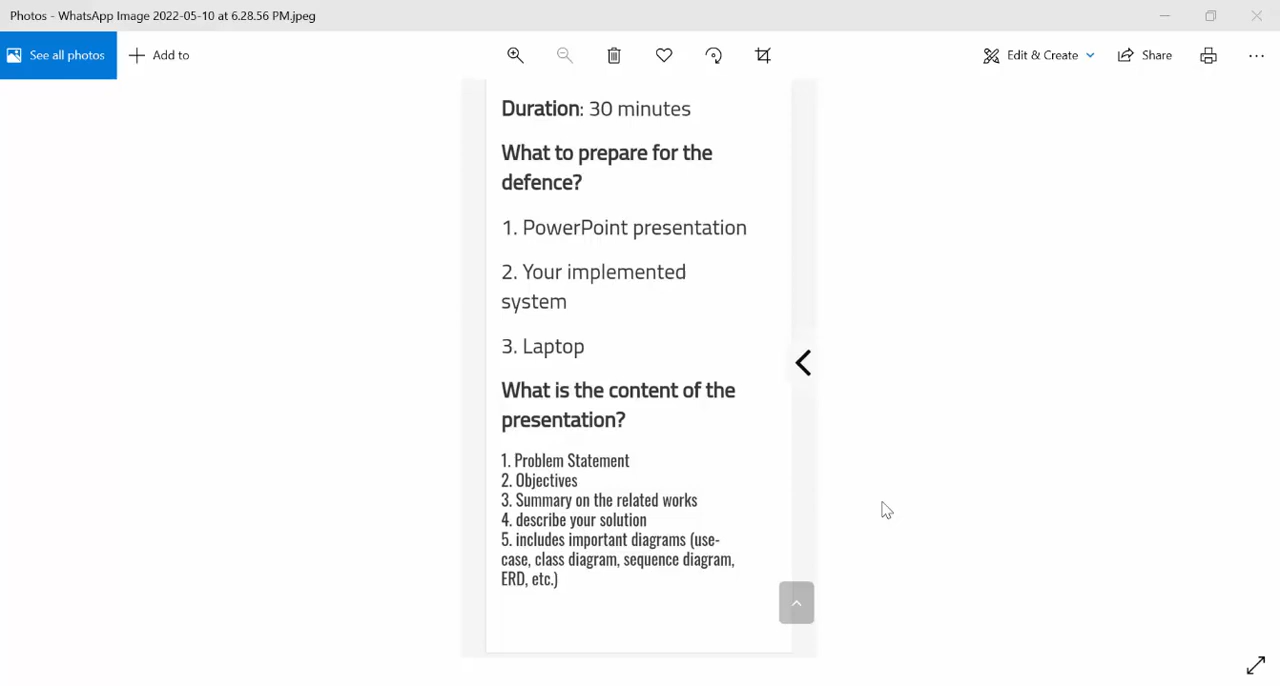 Photos - WhatsApp Image 2022-05-10 at 6.28.56 PM.jpeg
See all photos
Add to
Edit & Create
Share
Duration: 30 minutes
What to prepare for the
defence?
1. PowerPoint presentation
2. Your implemented
system
3. Laptop
What is the content of the
presentation?
1. Problem Statement
2. Objectives
3. Summary on the related works
4. describe your solution
5. includes important diagrams (use-
case, class diagram, sequence diagram,
ERD, etc.)